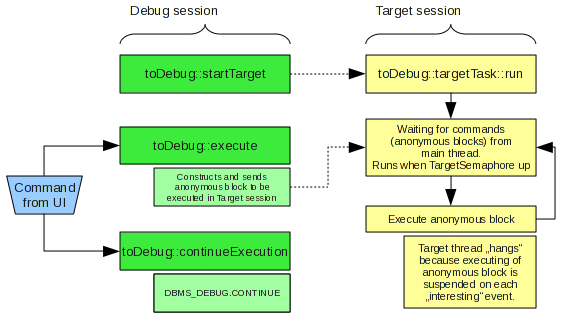 Debug session
Target session
toDebug::startTarget
toDebug::targetTask::run
toDebug::execute
Waiting for commands
(anonymous blocks) from
main thread.
Runs when TargetSemaphore up
Constructs and sends
anonymous block to be
executed in Target session
Command
from UI
Execute anonymous block
toDebug::continueExecution
Target thread „hangs”
because executing of
anonymous block is
suspended on each
„interesting” event.
DBMS_DEBUG.CONTINUE